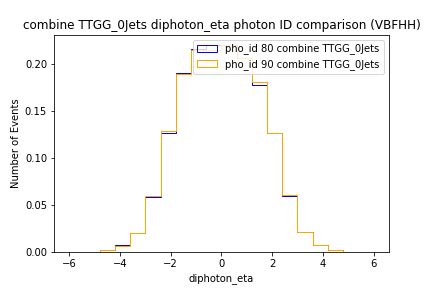 combine TTGG_0Jets diphoton_eta photon ID comparison (VBFHH)
pho_id 80 combine TTGG_0Jets
pho_id 90 combine TTGG_0Jets
0.20
0.15
0.10
0.05
0.00
Number of Events
−6
−4
−2
0
2
4
6
diphoton_eta